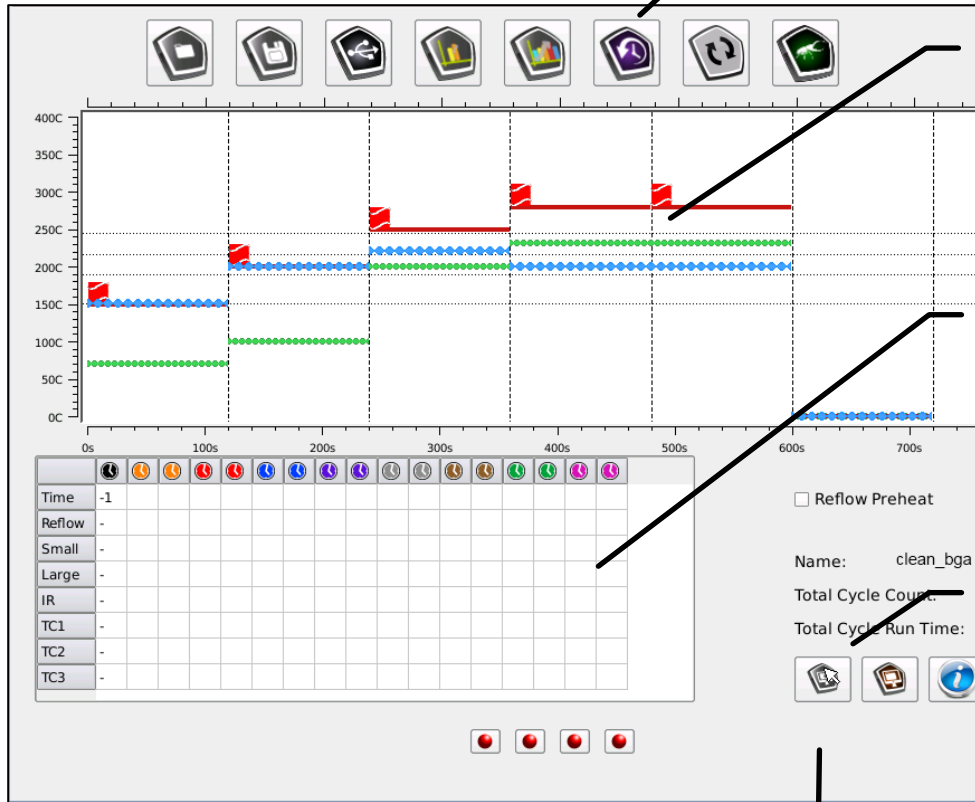 400C
350C
300C
250C
200C
150C
100C
50C
0C
0s 100s 200s 300s 400s 500s 600s 700s
Time -1
Reflow -
Small -
Large -
IR -
TC1 -
TC2 -
TC3 -
Reflow Preheat
Name: clean_bga
Total Cycle Count:
Total Cycle Run Time: